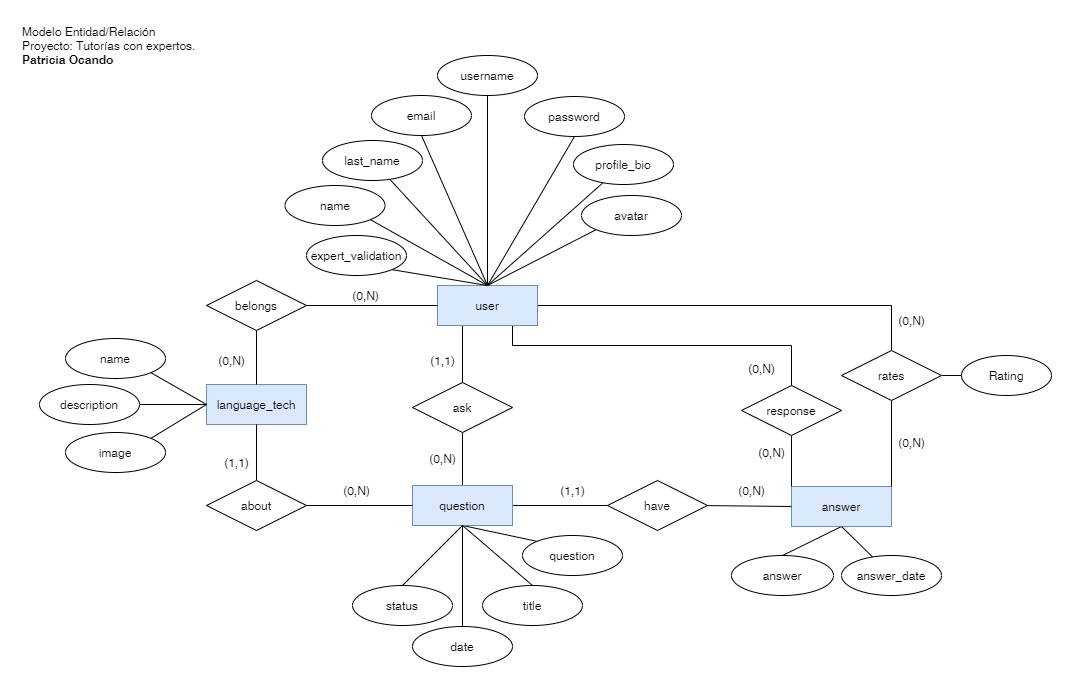 Modelo Entidad/Relación
Proyecto: Tutorías con expertos.
Patricia Ocando
username
email
password
last_name
profile_bio
name
avatar
expert_validation
belongs
(0,N)
user
(0,N)
name
(0,N)
(1,1)
(0,N)
rates
Rating
description
language_tech
ask
response
image
(1,1)
(0,N)
(0,N)
(0,N)
about
(0,N)
question
(1,1)
have
(0,N)
answer
question
answer
answer_date
status
title
date